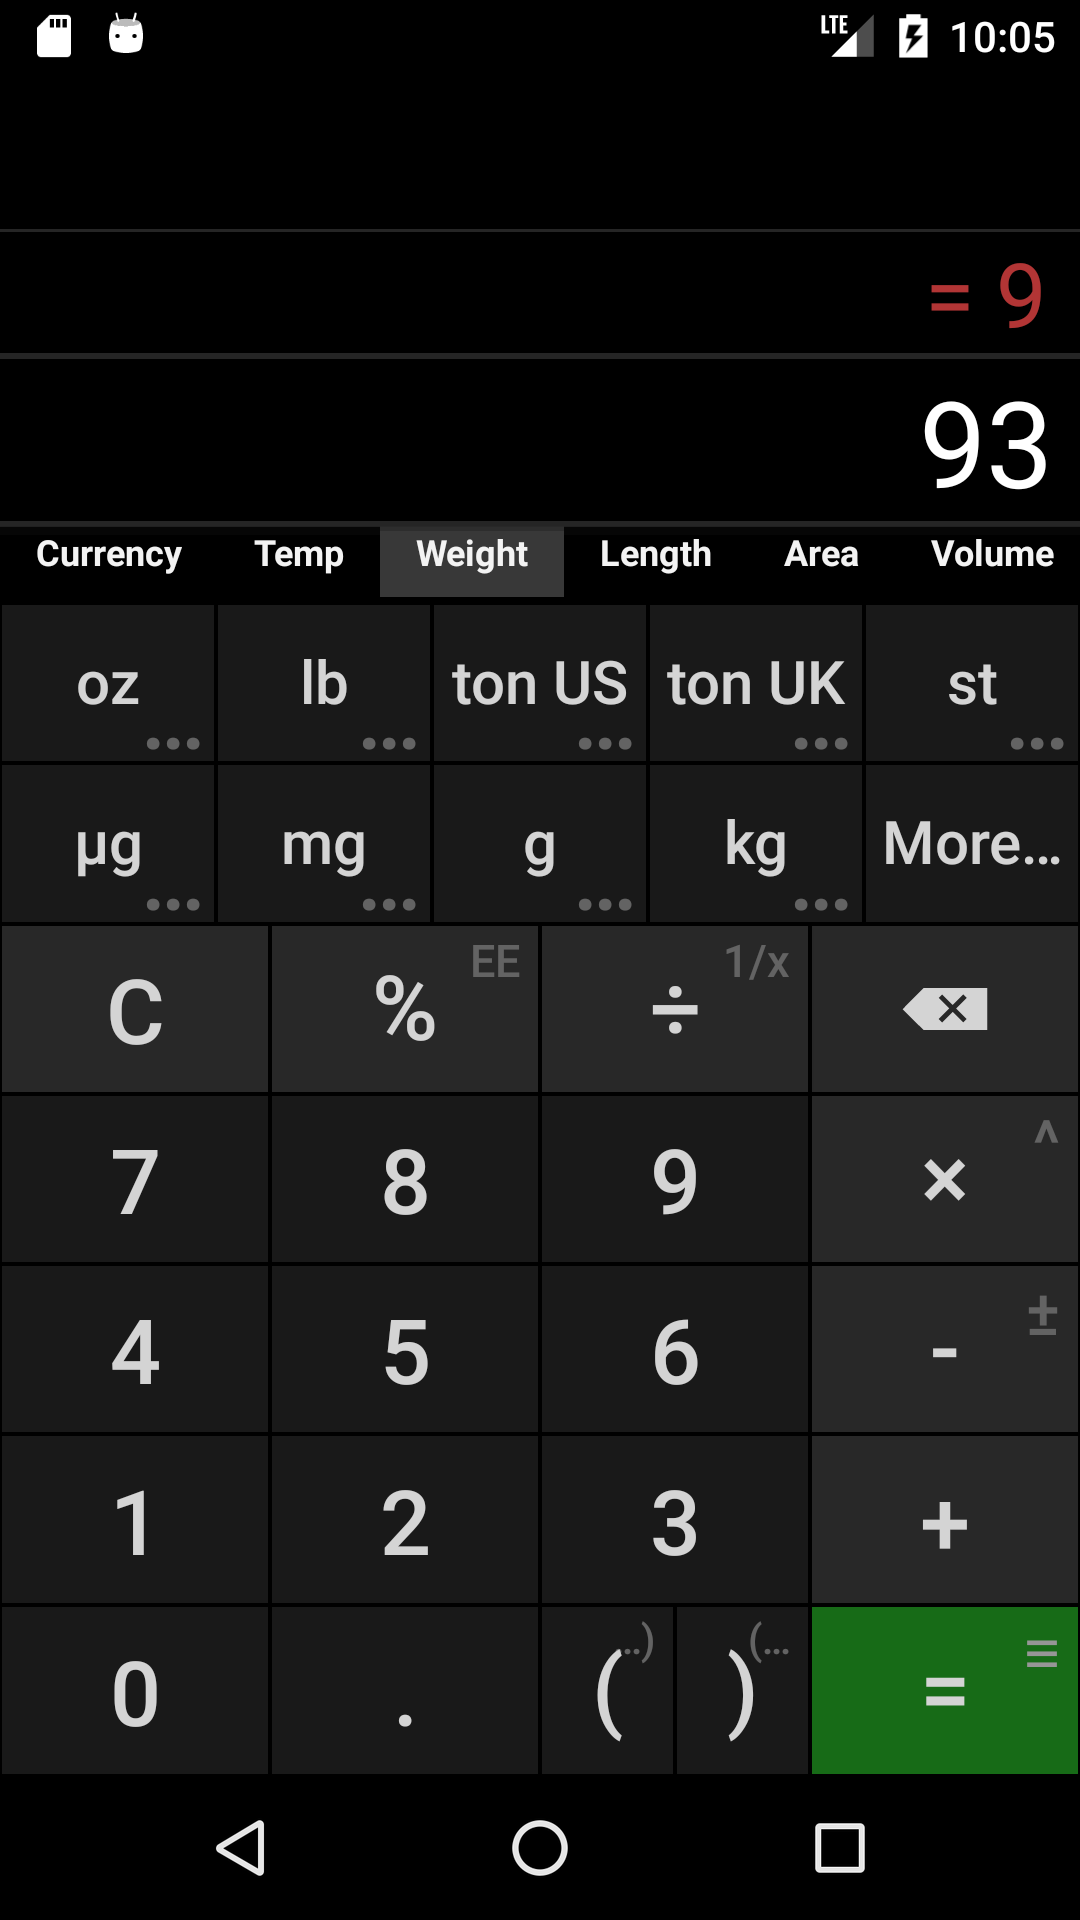 LTE 10:05
= 9
93
Currency Temp Weight Length Area Volume
oz lb ton US ton UK st
µg mg g kg More...
C % EE ÷ 1/x
7 8 9 × ^
4 5 6 - ±
1 2 3 +
0 . ( ..) ) (... =